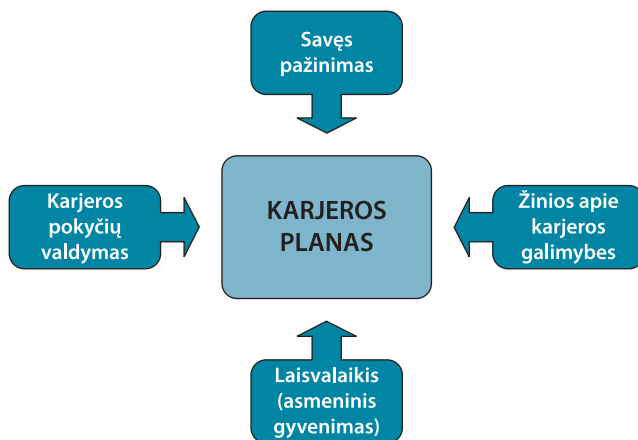 Savęs
pažinimas
Karjeros
pokyčių
valdymas
KARJEROS
PLANAS
Žinios apie
karjeros
galimybes
Laisvalaikis
(asmeninis
gyvenimas)